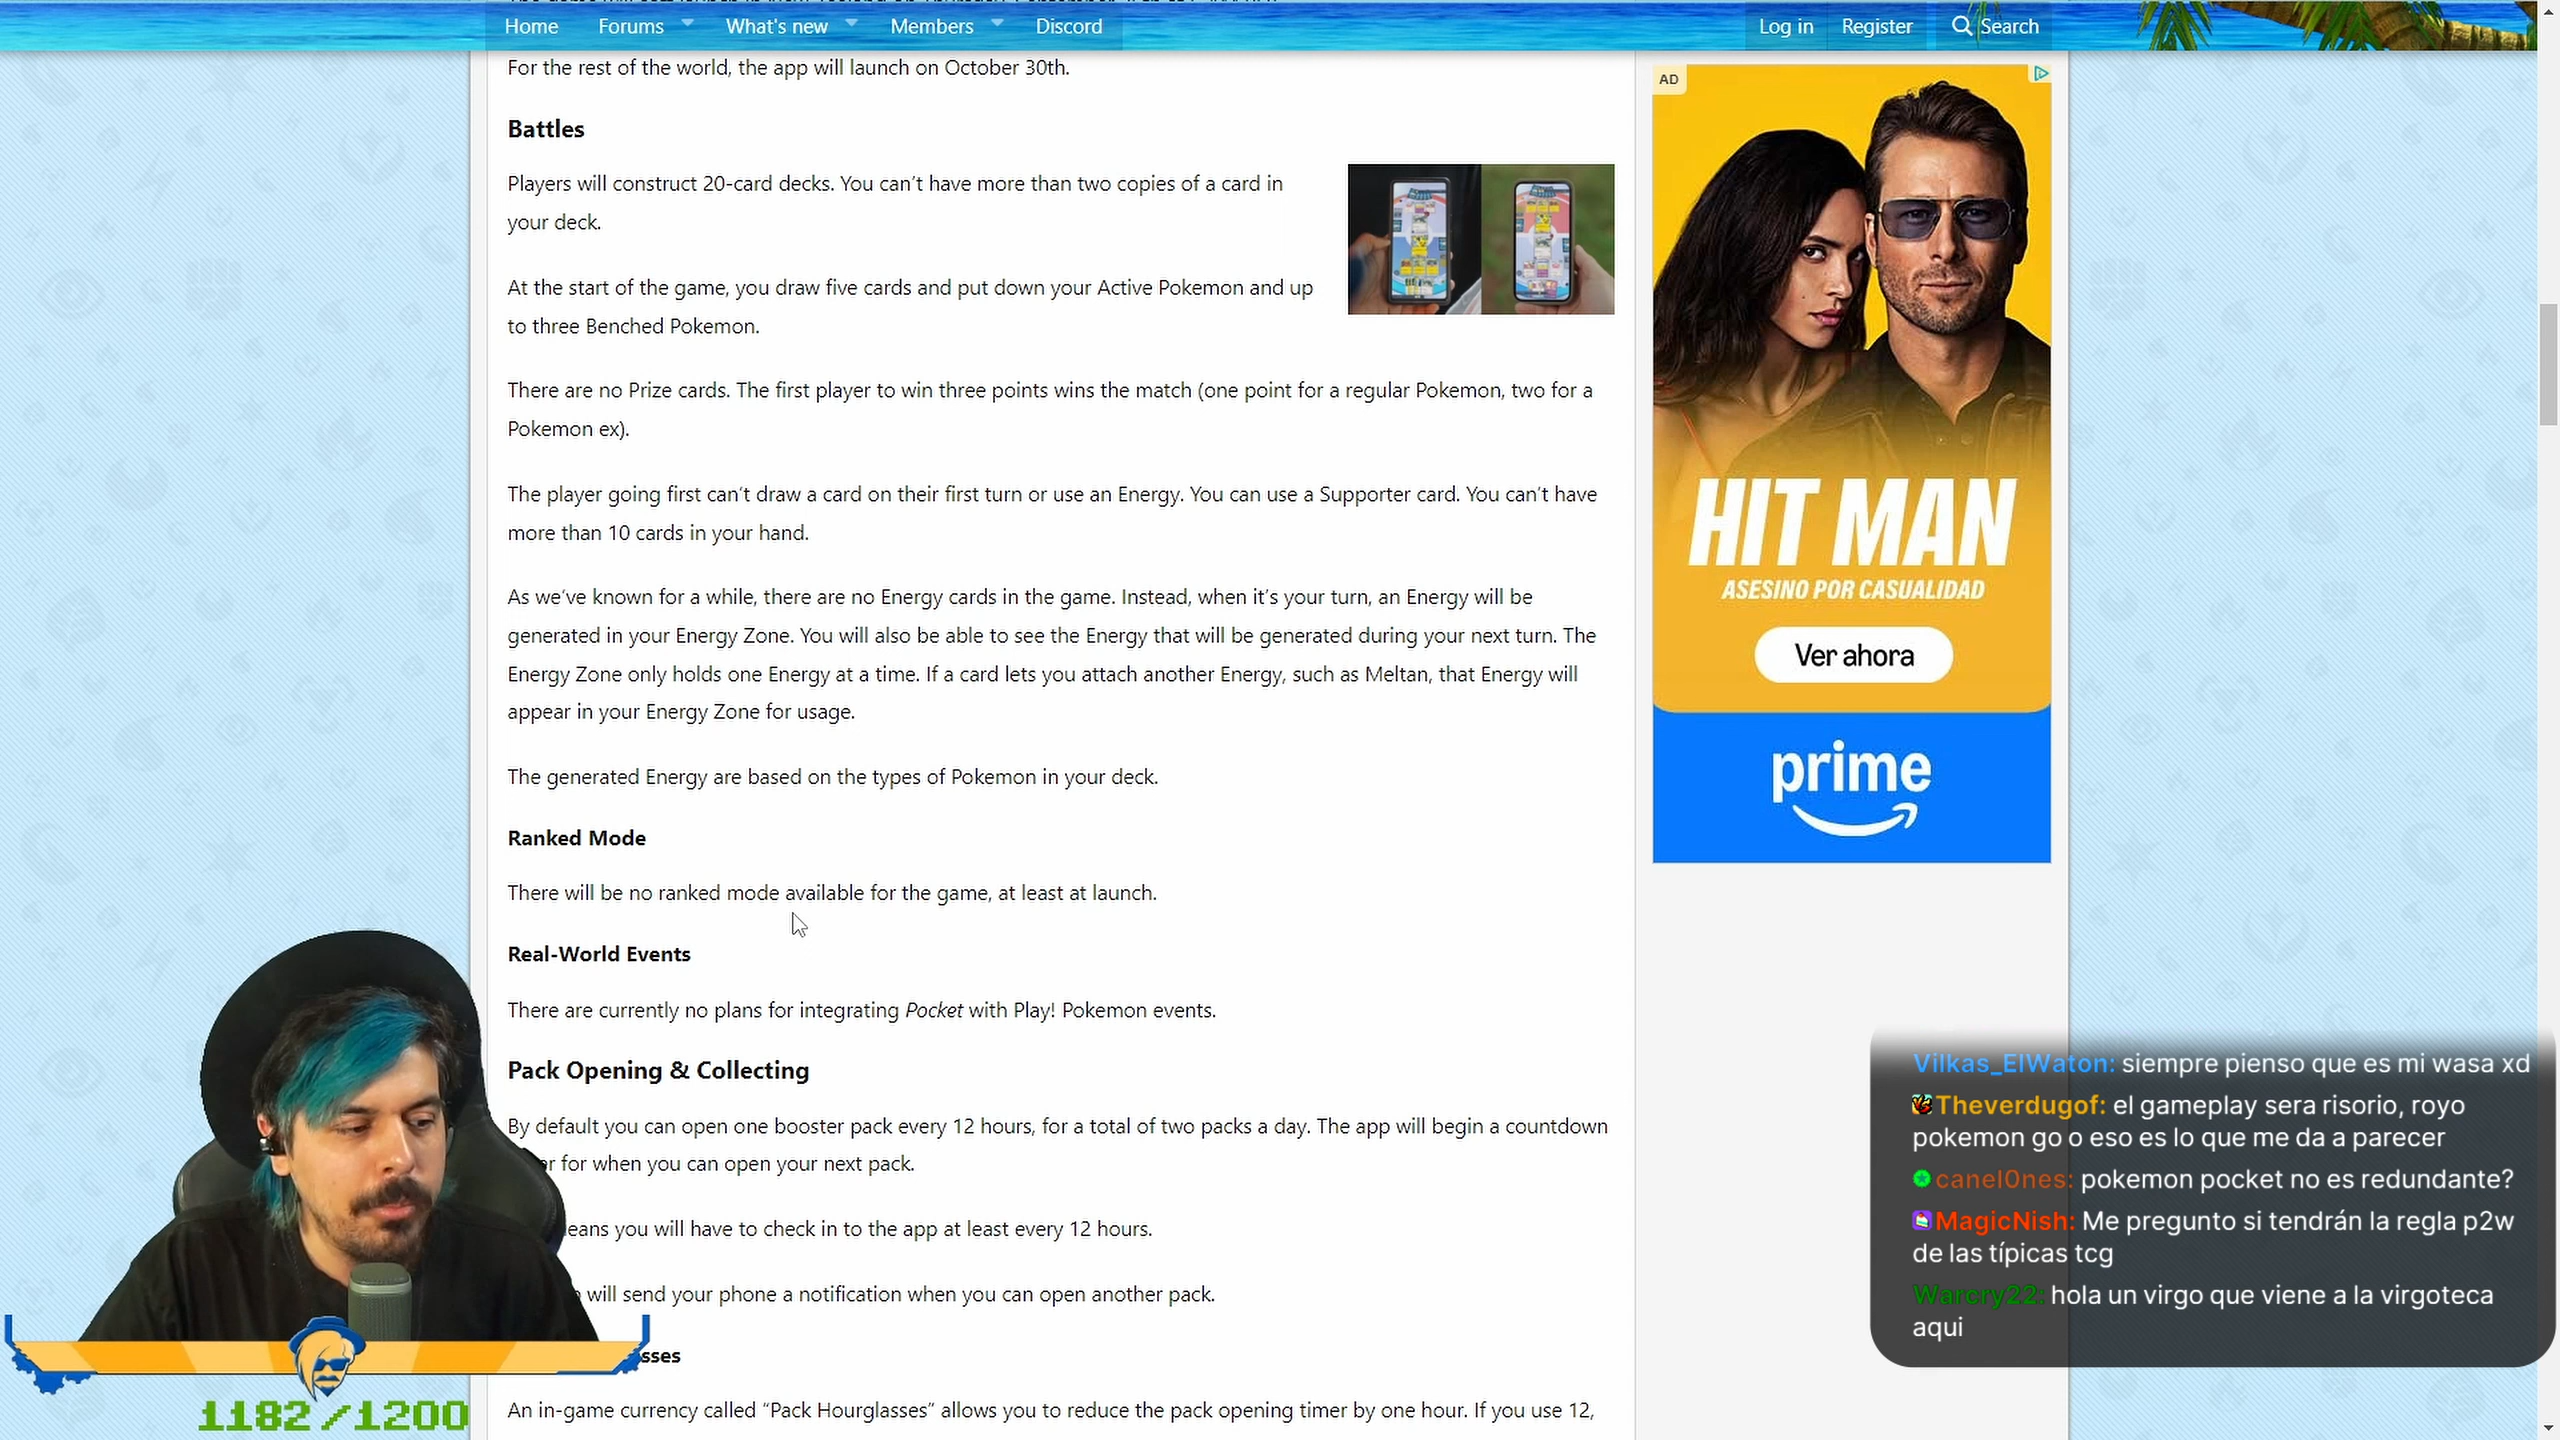 Home
Forums
What's new
Members
Discord
Log in
Register
Search
For the rest of the world, the app will launch on October 30th.
Battles
Players will construct 20-card decks. You can't have more than two copies of a card in
your deck.
At the start of the game, you draw five cards and put down your Active Pokemon and up
to three Benched Pokemon.
There are no Prize cards. The first player to win three points wins the match (one point for a regular Pokemon, two for a
Pokemon ex).
The player going first can't draw a card on their first turn or use an Energy. You can use a Supporter card. You can't have
more than 10 cards in your hand.
As we've known for a while, there are no Energy cards in the game. Instead, when it's your turn, an Energy will be
generated in your Energy Zone. You will also be able to see the Energy that will be generated during your next turn. The
Energy Zone only holds one Energy at a time. If a card lets you attach another Energy, such as Meltan, that Energy will
appear in your Energy Zone for usage.
The generated Energy are based on the types of Pokemon in your deck.
Ranked Mode
There will be no ranked mode available for the game, at least at launch.
Real-World Events
There are currently no plans for integrating Pocket with Play! Pokemon events.
Pack Opening & Collecting
By default you can open one booster pack every 12 hours, for a total of two packs a day. The app will begin a countdown
for when you can open your next pack.
you will have to check in to the app at least every 12 hours.
will send your phone a notification when you can open another pack.
An in-game currency called “Pack Hourglasses” allows you to reduce the pack opening timer by one hour. If you use 12,
AD
HIT MAN
ASESINO POR CASUALIDAD
Ver ahora
prime
Vilkas_ElWaton: siempre pienso que es mi wasa xd
Theverdugof: el gameplay sera risorio, royo
pokemon go o eso es lo que me da a parecer
canel0nes: pokemon pocket no es redundante?
MagicNish: Me pregunto si tendrán la regla p2w
de las típicas tcg
Warcry22: hola un virgo que viene a la virgoteca
aqui
1182/1200